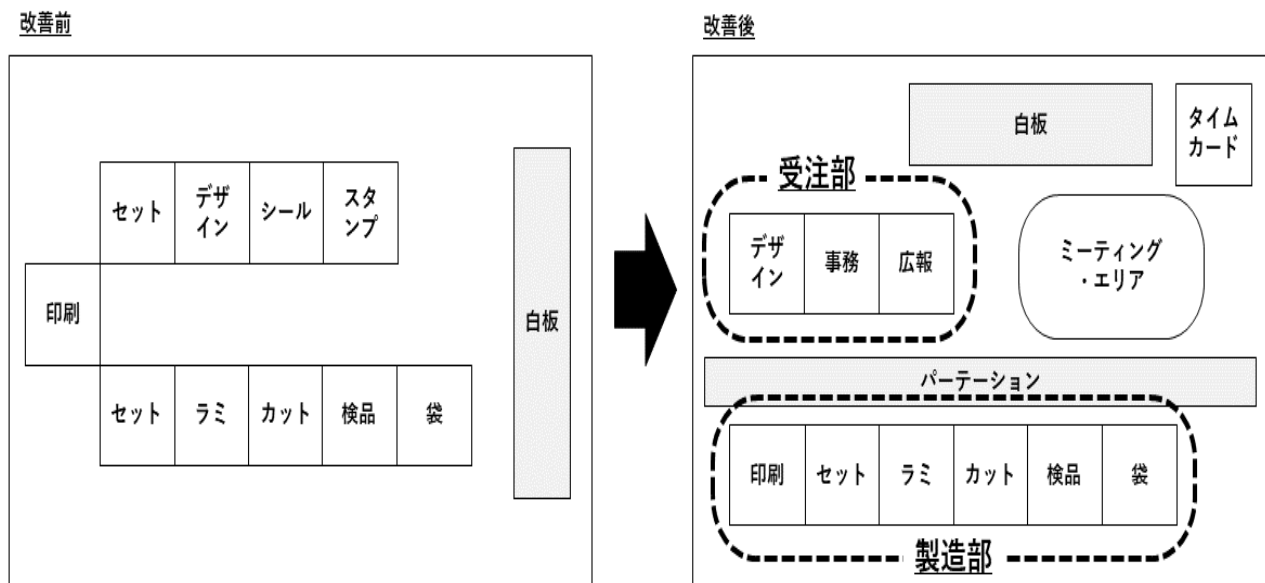 改善前
セット
デザ
イン
シール
スタ
ンプ
印刷
セット
ラミ
カット
検品
袋
白板
改善後
白板
タイム
カード
受注部
デザ
イン
事務
広報
ミーティング
・エリア
パーテーション
印刷
セット
ラミ
カット
検品
袋
製造部